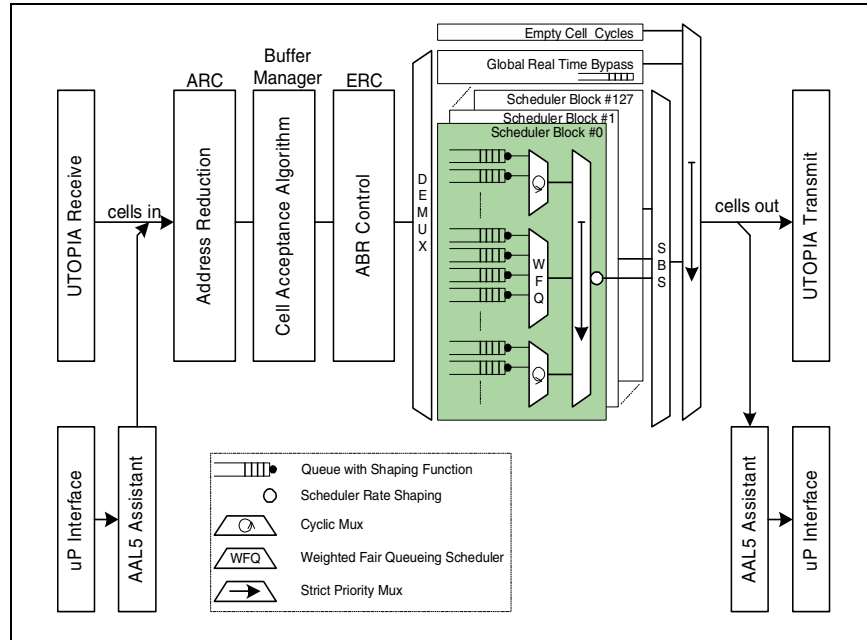 Empty Cell Cycles
Buffer
Manager
Global Real Time Bypass
ARC
ERC
Scheduler Block #127
Scheduler Block #1
Scheduler Block #0
UTOPIA Receive
cells in
Address Reduction
Cell Acceptance Algorithm
ABR Control
DEMUX
WFQ
SBS
cells out
UTOPIA Transmit
uP Interface
AAL5 Assistant
Queue with Shaping Function
Scheduler Rate Shaping
Cyclic Mux
WFQ
Weighted Fair Queueing Scheduler
Strict Priority Mux
AAL5 Assistant
uP Interface